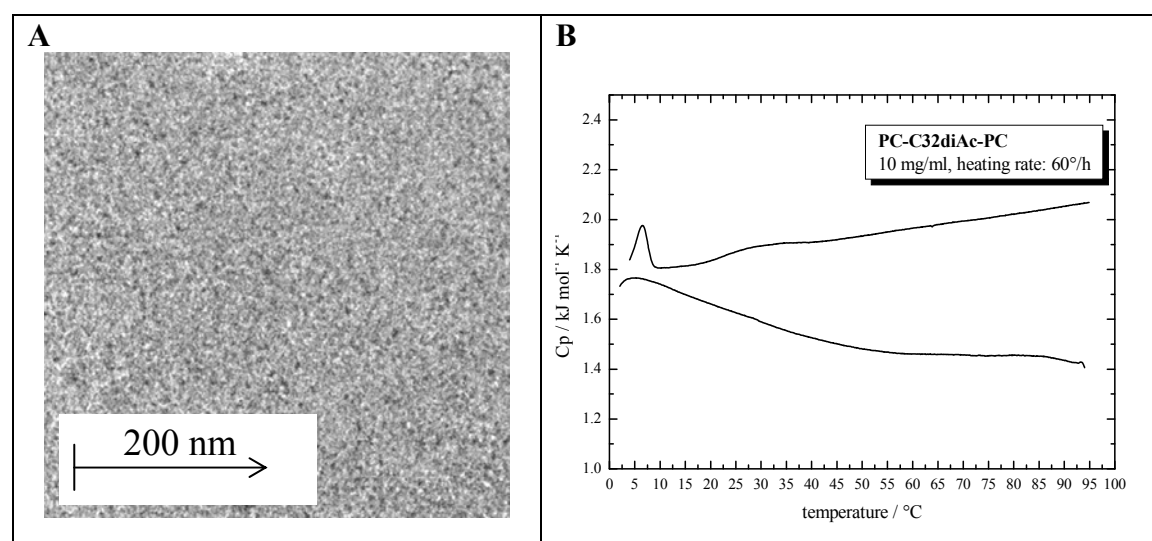 A
200 nm
B
Cp / kJ mol⁻¹ K⁻¹
2.4
2.2
2.0
1.8
1.6
1.4
1.2
1.0
PC-C32diAc-PC
10 mg/ml, heating rate: 60°/h
0 5 10 15 20 25 30 35 40 45 50 55 60 65 70 75 80 85 90 95 100
temperature / °C